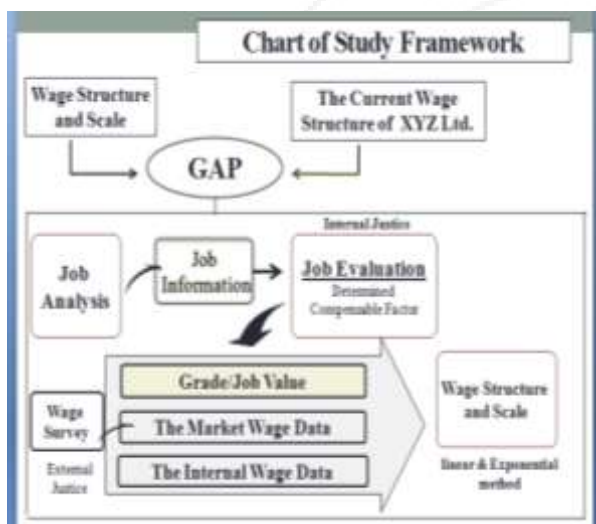 Chart of Study Framework
Wage Structure
and Scale
The Current Wage
Structure of XYZ Ltd.
GAP
Internal Justice
Job
Analysis
Job
Information
Job Evaluation
Determined
Compensable Factor
Grade/Job Value
Wage
Survey
The Market Wage Data
The Internal Wage Data
External
Justice
Wage Structure
and Scale
linear & Exponential
method